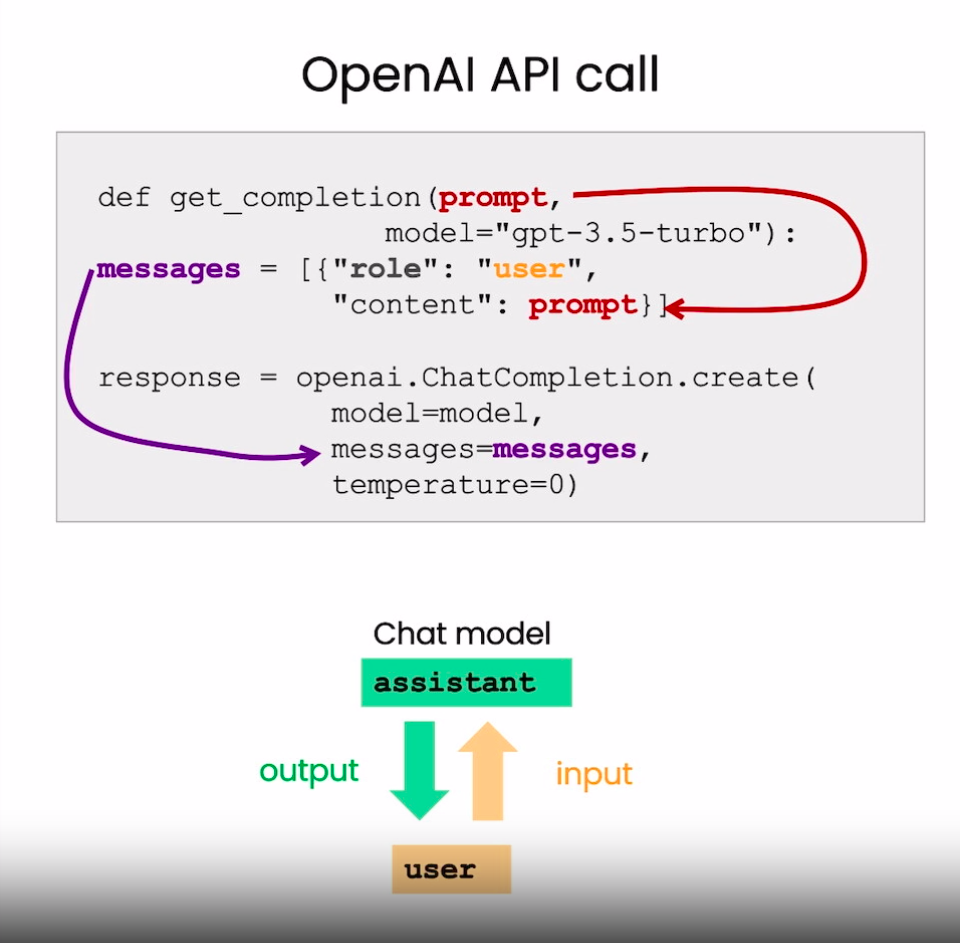 OpenAI API call
def get_completion(prompt,
model="gpt-3.5-turbo"):
messages = [{"role": "user",
"content": prompt}]
response = openai.ChatCompletion.create(
model=model,
messages=messages,
temperature=0)
Chat model
assistant
output input
user